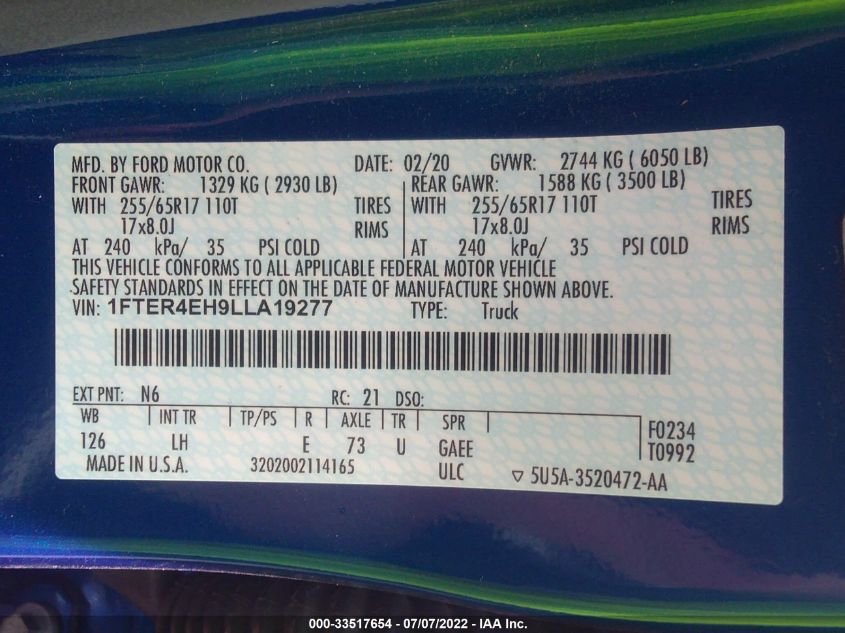 MFD. BY FORD MOTOR CO. DATE: 02/20 GVWR: 2744 KG ( 6050 LB)
FRONT GAWR: 1329 KG ( 2930 LB) REAR GAWR: 1588 KG ( 3500 LB)
WITH 255/65R17 110T TIRES WITH 255/65R17 110T TIRES
17x8.0J RIMS 17x8.0J RIMS
AT 240 kPa/ 35 PSI COLD AT 240 kPa/ 35 PSI COLD
THIS VEHICLE CONFORMS TO ALL APPLICABLE FEDERAL MOTOR VEHICLE
SAFETY STANDARDS IN EFFECT ON THE DATE OF MANUFACTURE SHOWN ABOVE.
VIN: 1FTER4EH9LLA19277 TYPE: Truck
EXT PNT: N6 RC: 21 DSO:
WB INT TR TP/PS R AXLE TR SPR F0234
126 LH E 73 U GAEE T0992
MADE IN U.S.A. 3202002114165 ULC ▽ 5U5A-3520472-AA
000-33517654 - 07/07/2022 - IAA Inc.